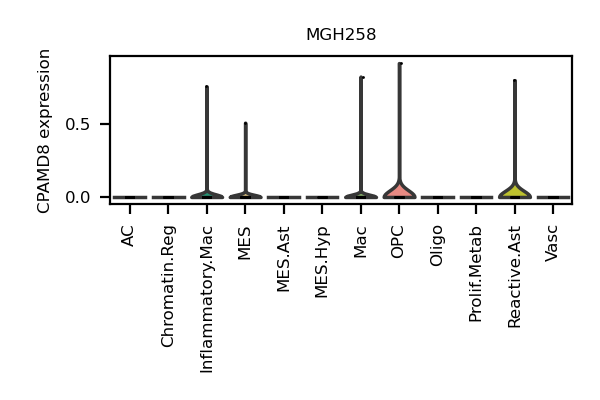 MGH258
CPAMD8 expression
0.5
0.0
AC
Chromatin.Reg
Inflammatory.Mac
MES
MES.Ast
MES.Hyp
Mac
OPC
Oligo
Prolif.Metab
Reactive.Ast
Vasc